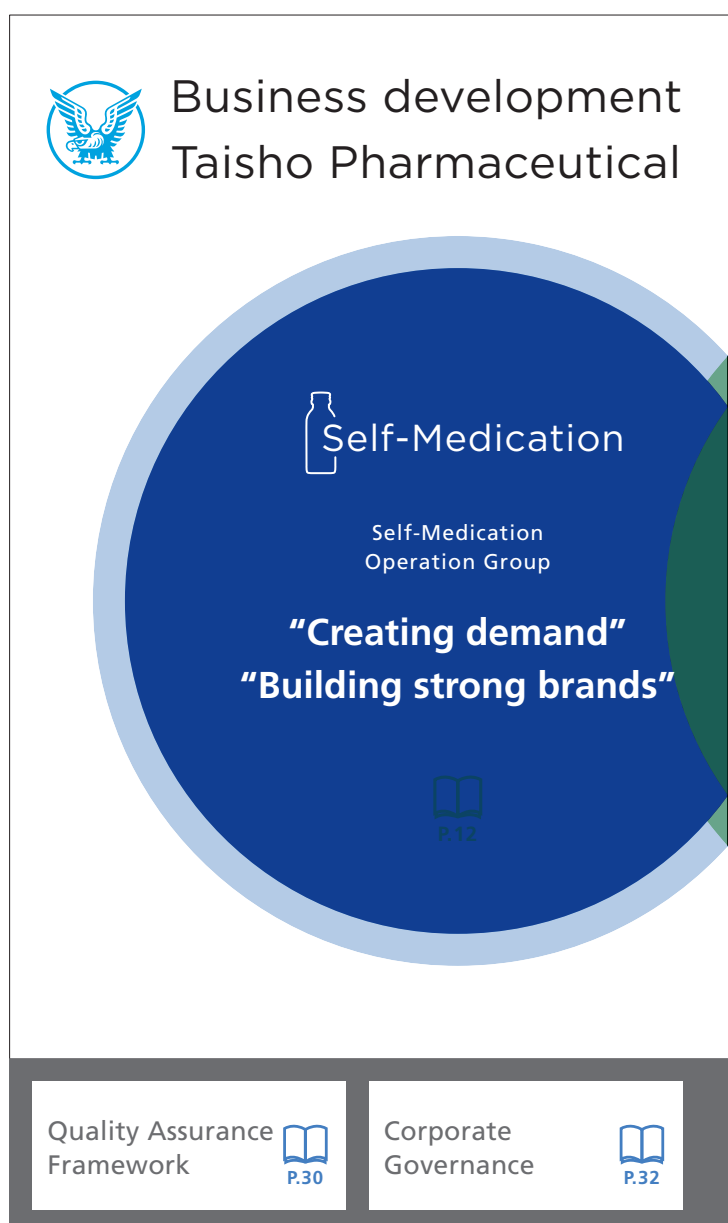 Business development
Taisho Pharmaceutical
Self-Medication
Self-Medication
Operation Group
“Creating demand”
“Building strong brands”
P.12
Quality Assurance
Framework
P.30
Corporate
Governance
P.32